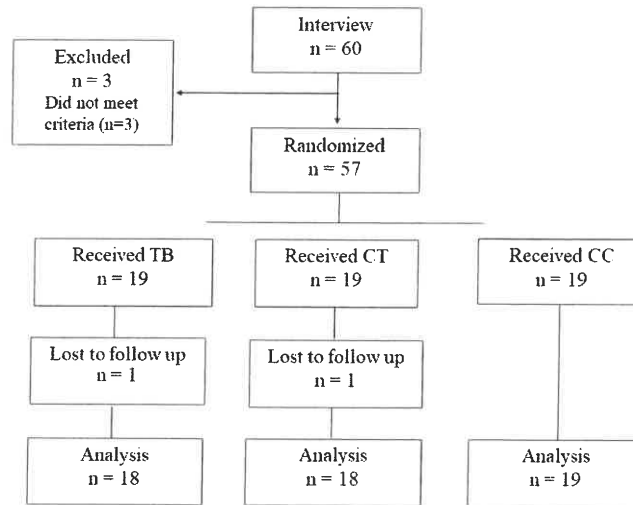 Interview
n = 60
Excluded
n = 3
Did not meet
criteria (n=3)
Randomized
n = 57
Received TB
n = 19
Received CT
n = 19
Received CC
n = 19
Lost to follow up
n = 1
Lost to follow up
n = 1
Analysis
n = 18
Analysis
n = 18
Analysis
n = 19